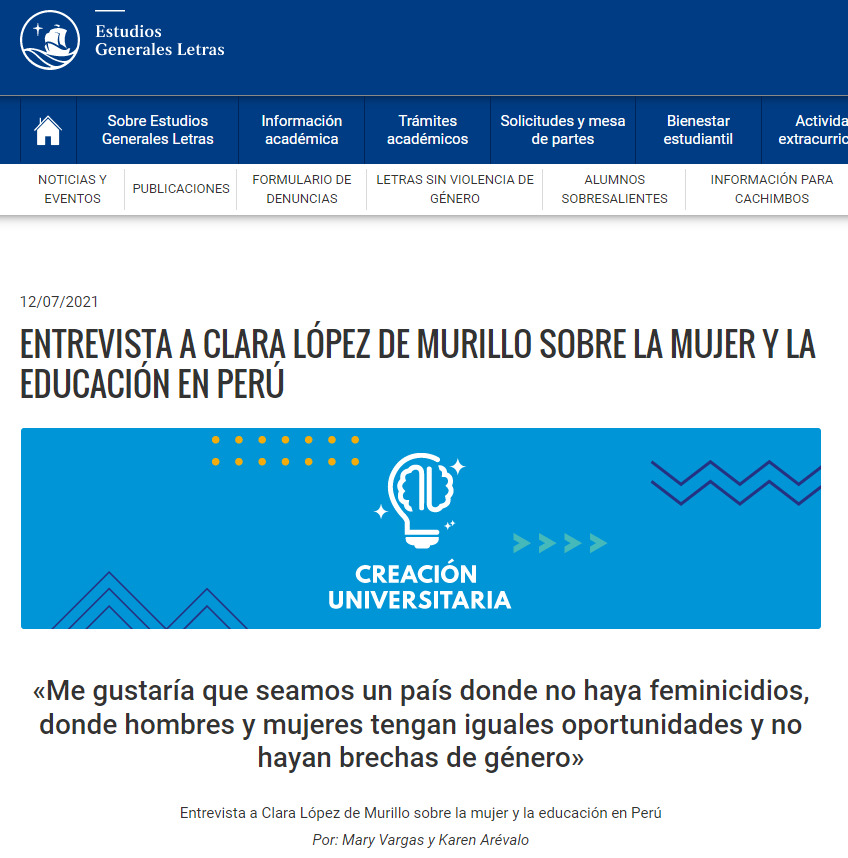 Estudios
Generales Letras
Sobre Estudios
Generales Letras
Información
académica
Trámites
académicos
Solicitudes y mesa
de partes
Bienestar
estudiantil
Activida
extracurric
NOTICIAS Y
EVENTOS
PUBLICACIONES
FORMULARIO DE
DENUNCIAS
LETRAS SIN VIOLENCIA DE
GÉNERO
ALUMNOS
SOBRESALIENTES
INFORMACIÓN PARA
CACHIMBOS
12/07/2021
ENTREVISTA A CLARA LÓPEZ DE MURILLO SOBRE LA MUJER Y LA
EDUCACIÓN EN PERÚ
CREACIÓN
UNIVERSITARIA
«Me gustaría que seamos un país donde no haya feminicidios,
donde hombres y mujeres tengan iguales oportunidades y no
hayan brechas de género»
Entrevista a Clara López de Murillo sobre la mujer y la educación en Perú
Por: Mary Vargas y Karen Arévalo